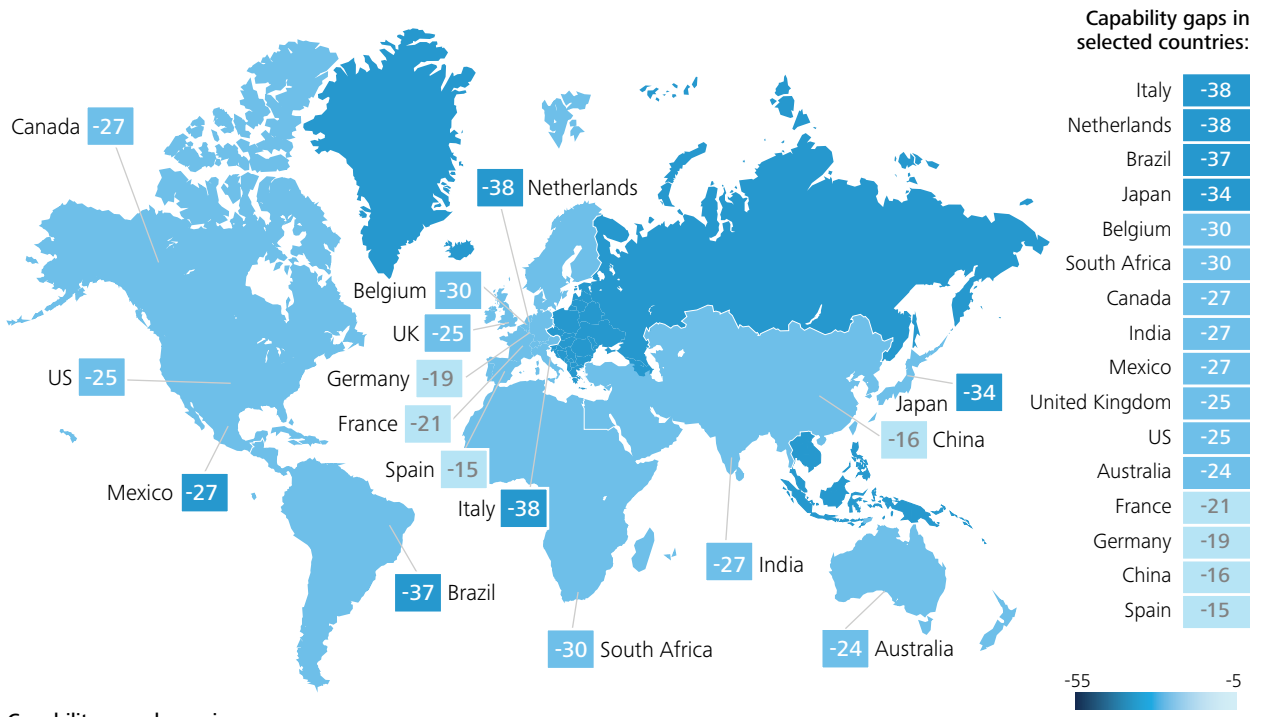 Capability gaps in
selected countries:
Italy -38
Netherlands -38
Brazil -37
Japan -34
Belgium -30
South Africa -30
Canada -27
India -27
Mexico -27
United Kingdom -25
US -25
Australia -24
France -21
Germany -19
China -16
Spain -15
-55 -5
Canada -27
-38 Netherlands
Belgium -30
UK -25
US -25
Germany -19
France -21
Spain -15
Italy -38
Mexico -27
-37 Brazil
-30 South Africa
-27 India
Japan -34
-16 China
-24 Australia